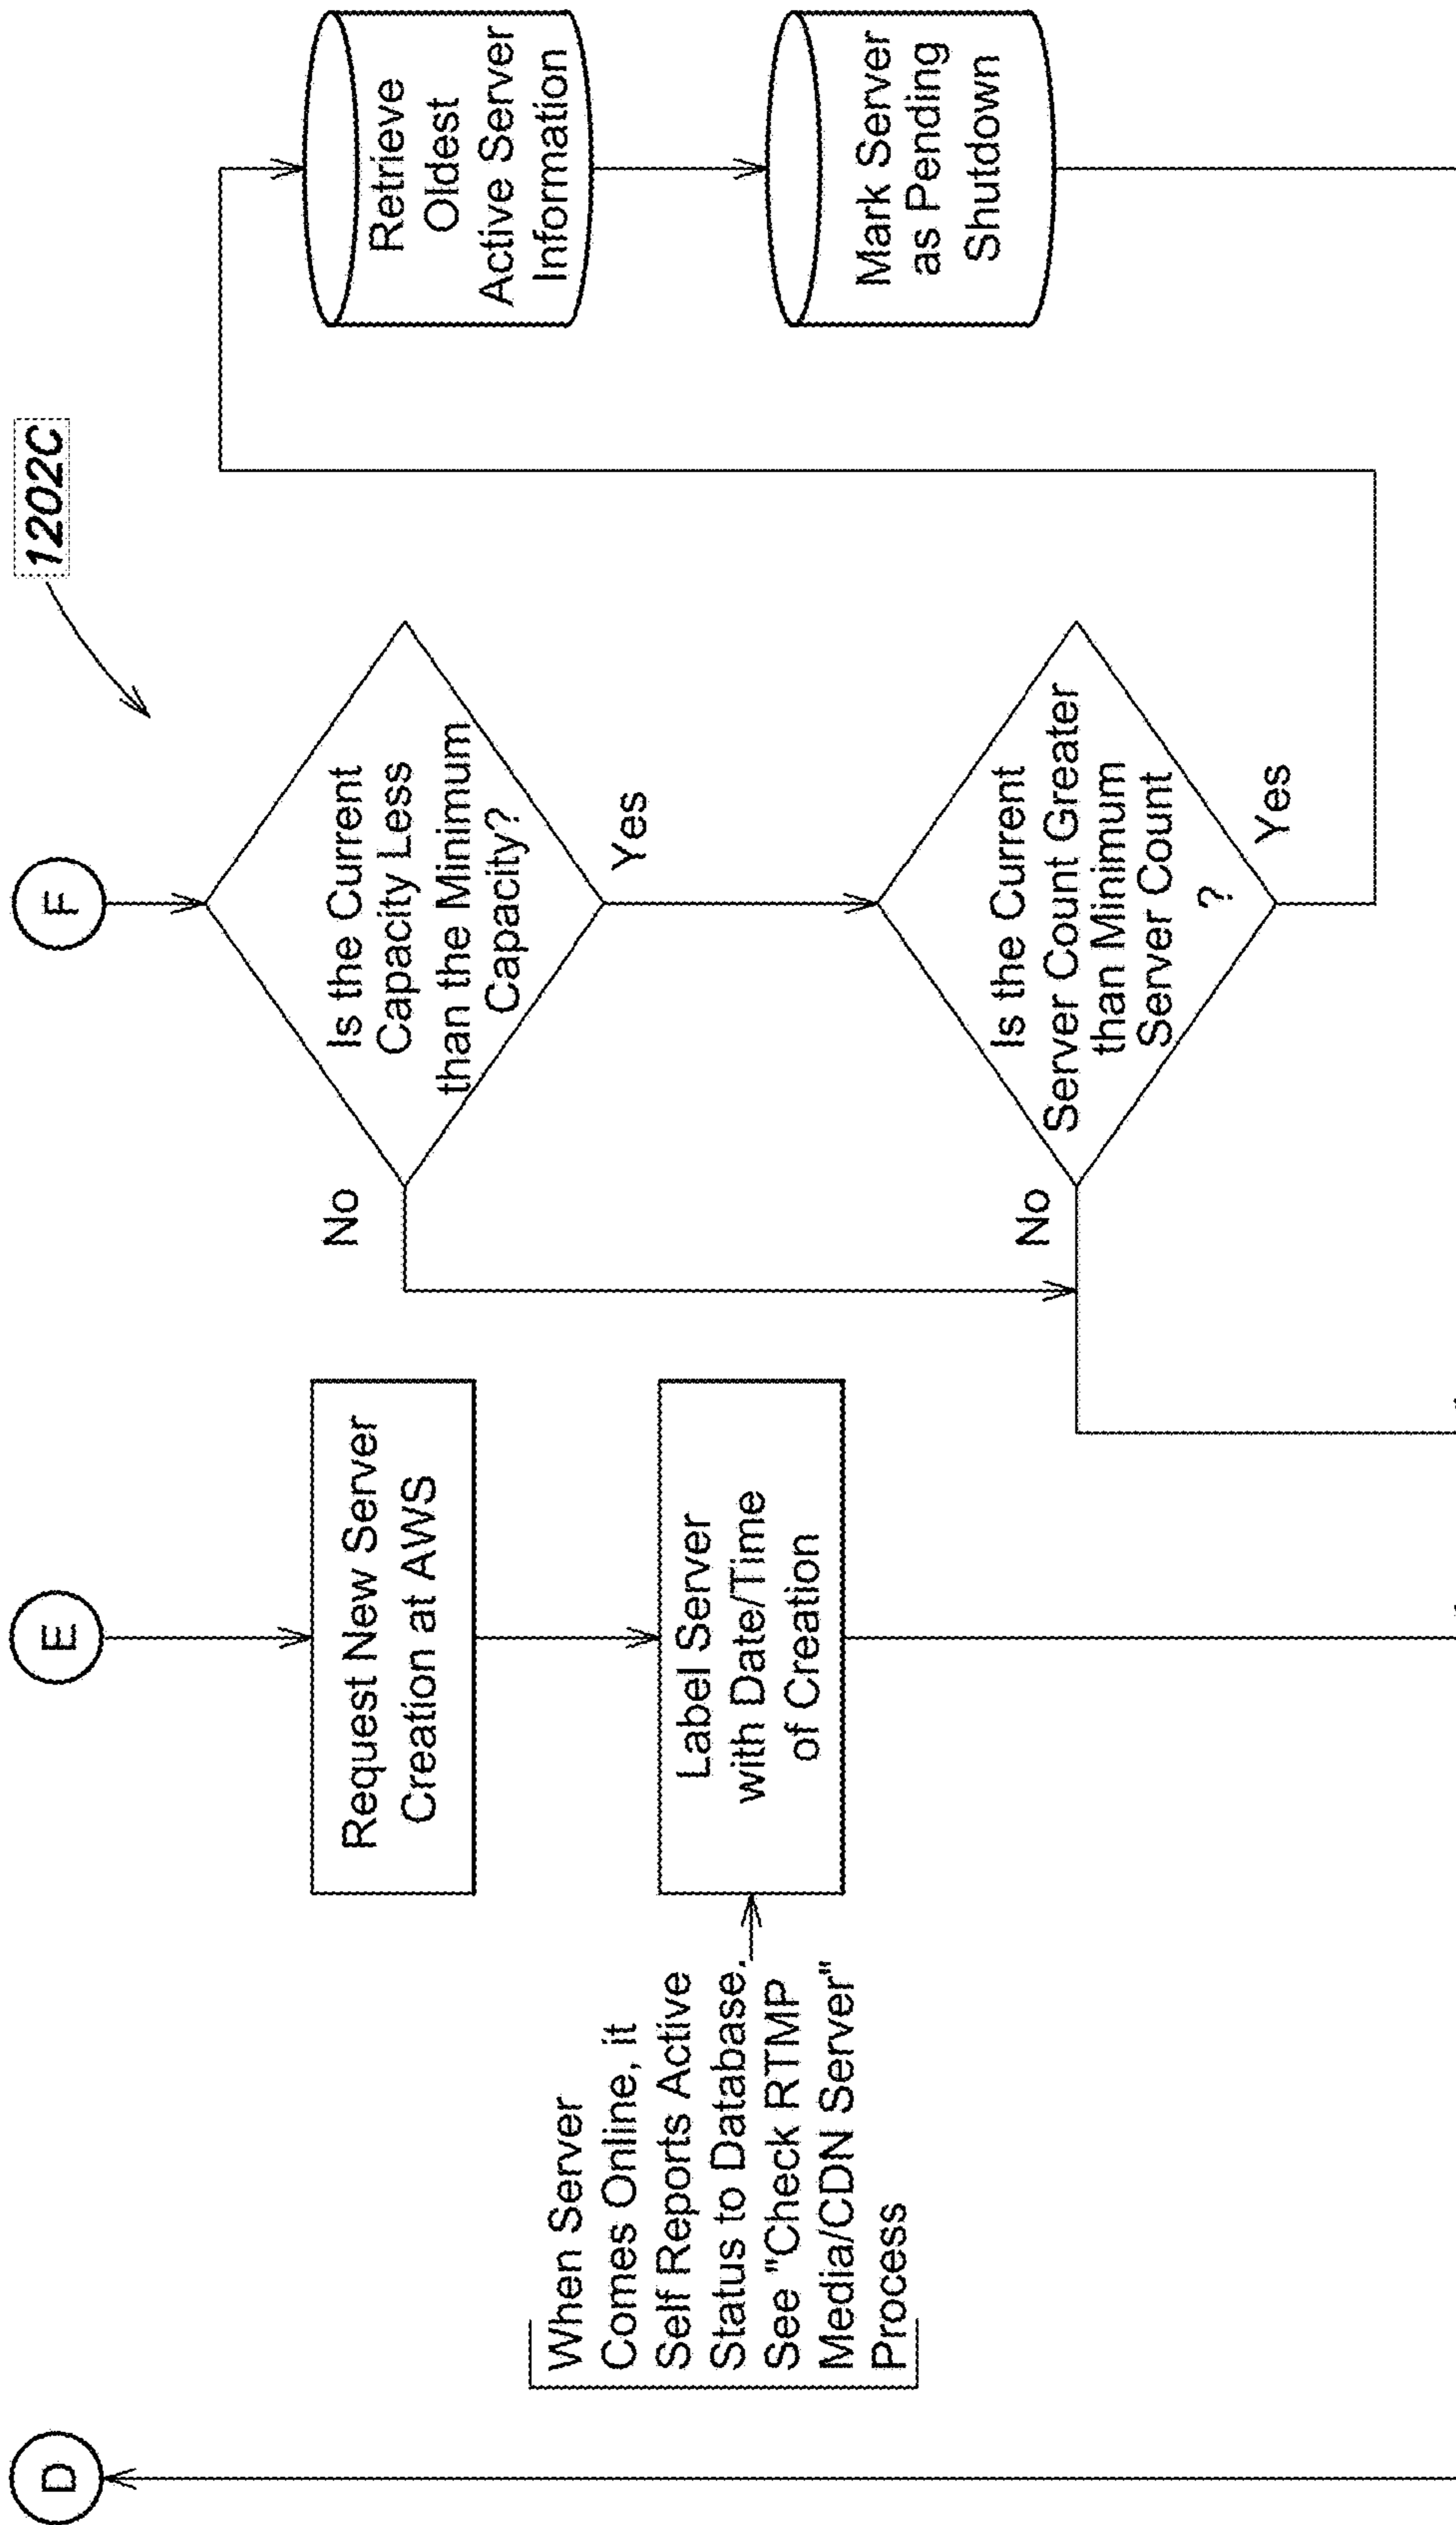 1202C
D
E
F
When Server
Comes Online, it
Self Reports Active
Status to Database.
See "Check RTMP
Media/CDN Server"
Process
Request New Server
Creation at AWS
Label Server
with Date/Time
of Creation
Is the Current
Capacity Less
than the Minimum
Capacity?
No
Yes
Is the Current
Server Count Greater
than Minimum
Server Count
?
No
Yes
Retrieve
Oldest
Active Server
Information
Mark Server
as Pending
Shutdown